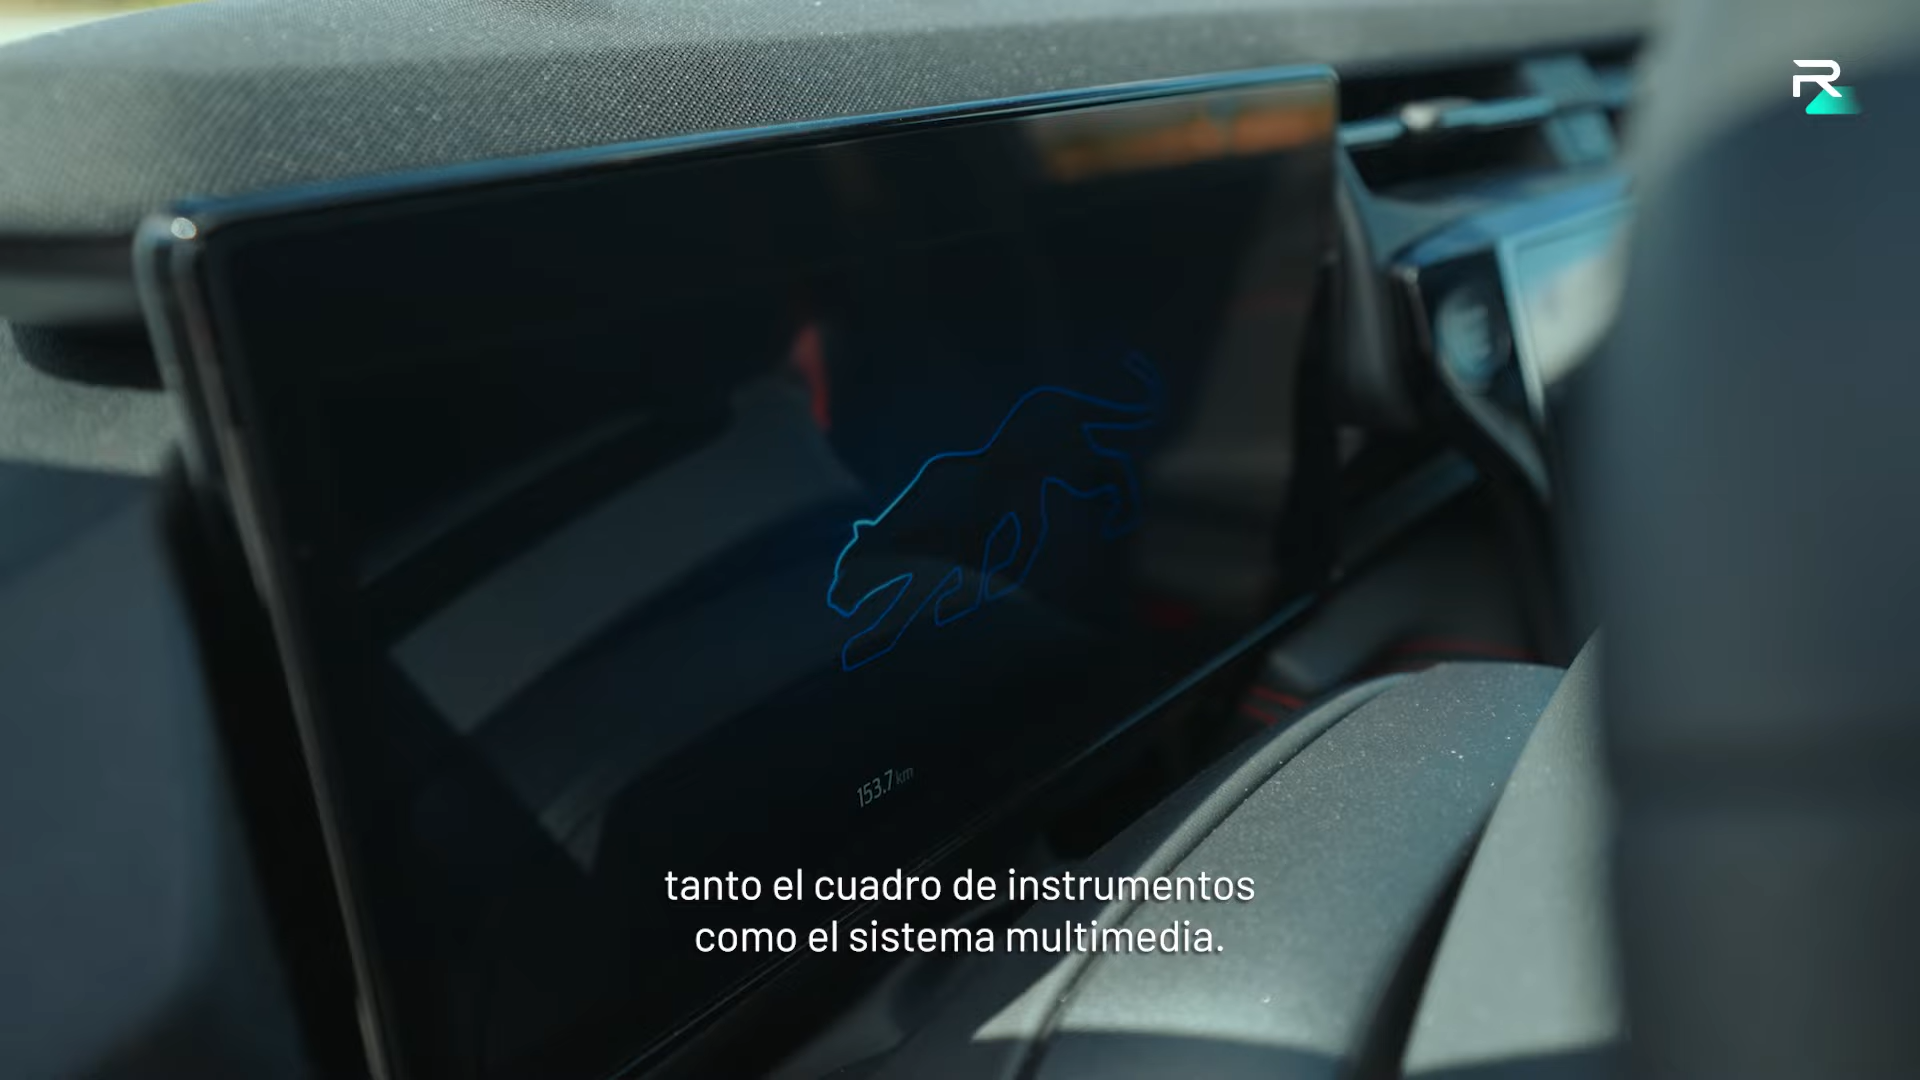 R
153.7 km
tanto el cuadro de instrumentos
como el sistema multimedia.